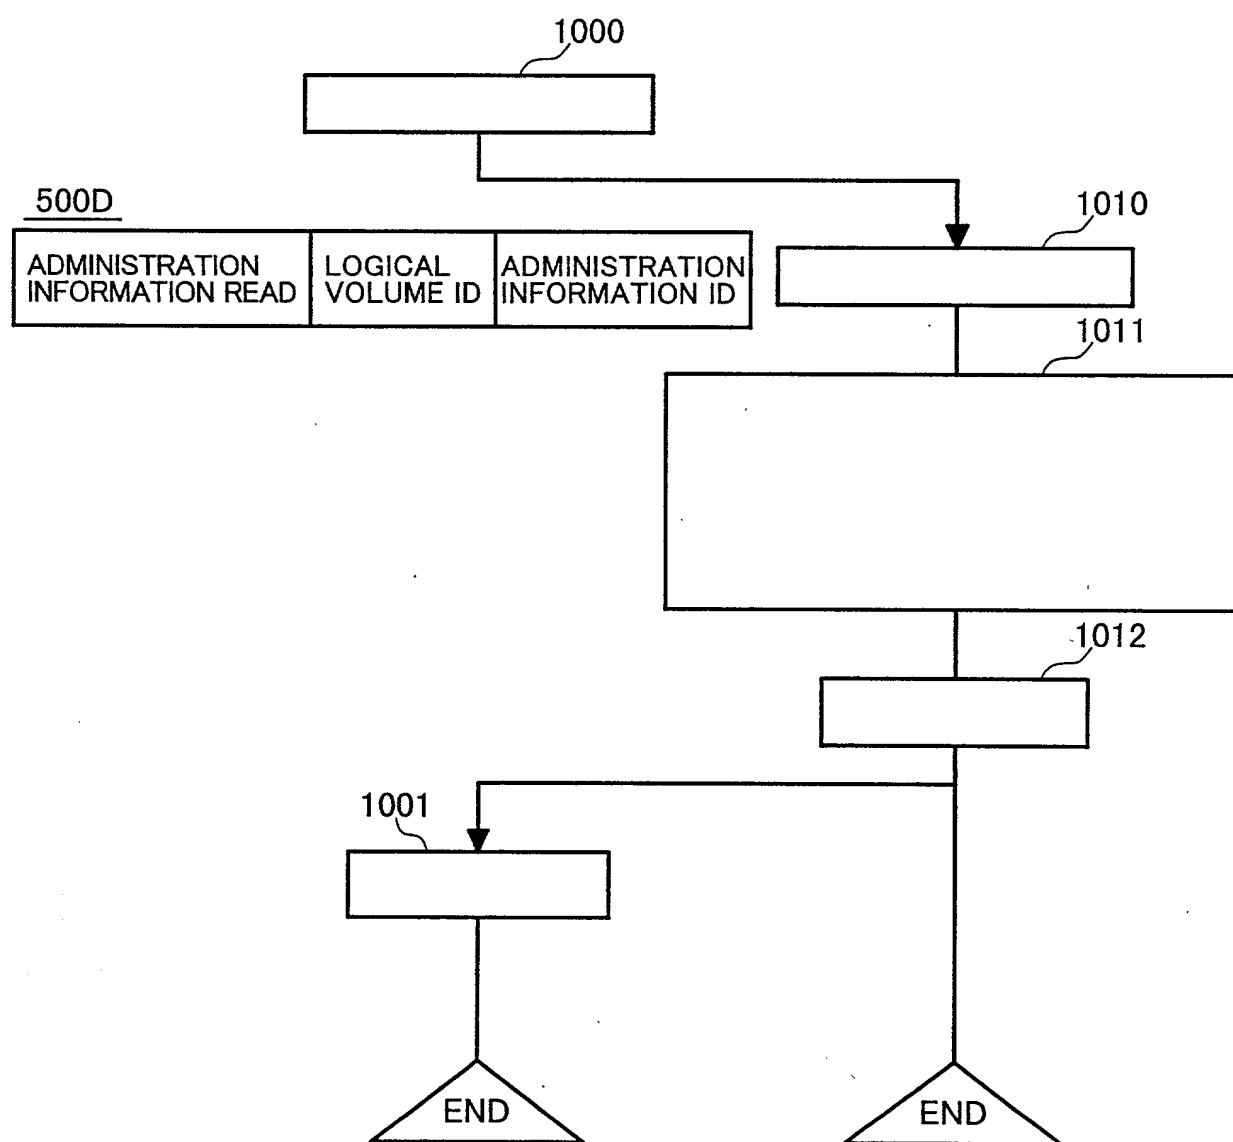 1000
500D
1010
ADMINISTRATION
INFORMATION READ
LOGICAL
VOLUME ID
ADMINISTRATION
INFORMATION ID
1011
1012
1001
END
END